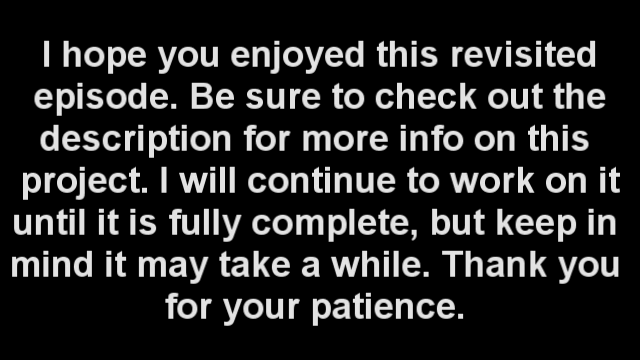 I hope you enjoyed this revisited
episode. Be sure to check out the
description for more info on this
project. I will continue to work on it
until it is fully complete, but keep in
mind it may take a while. Thank you
for your patience.